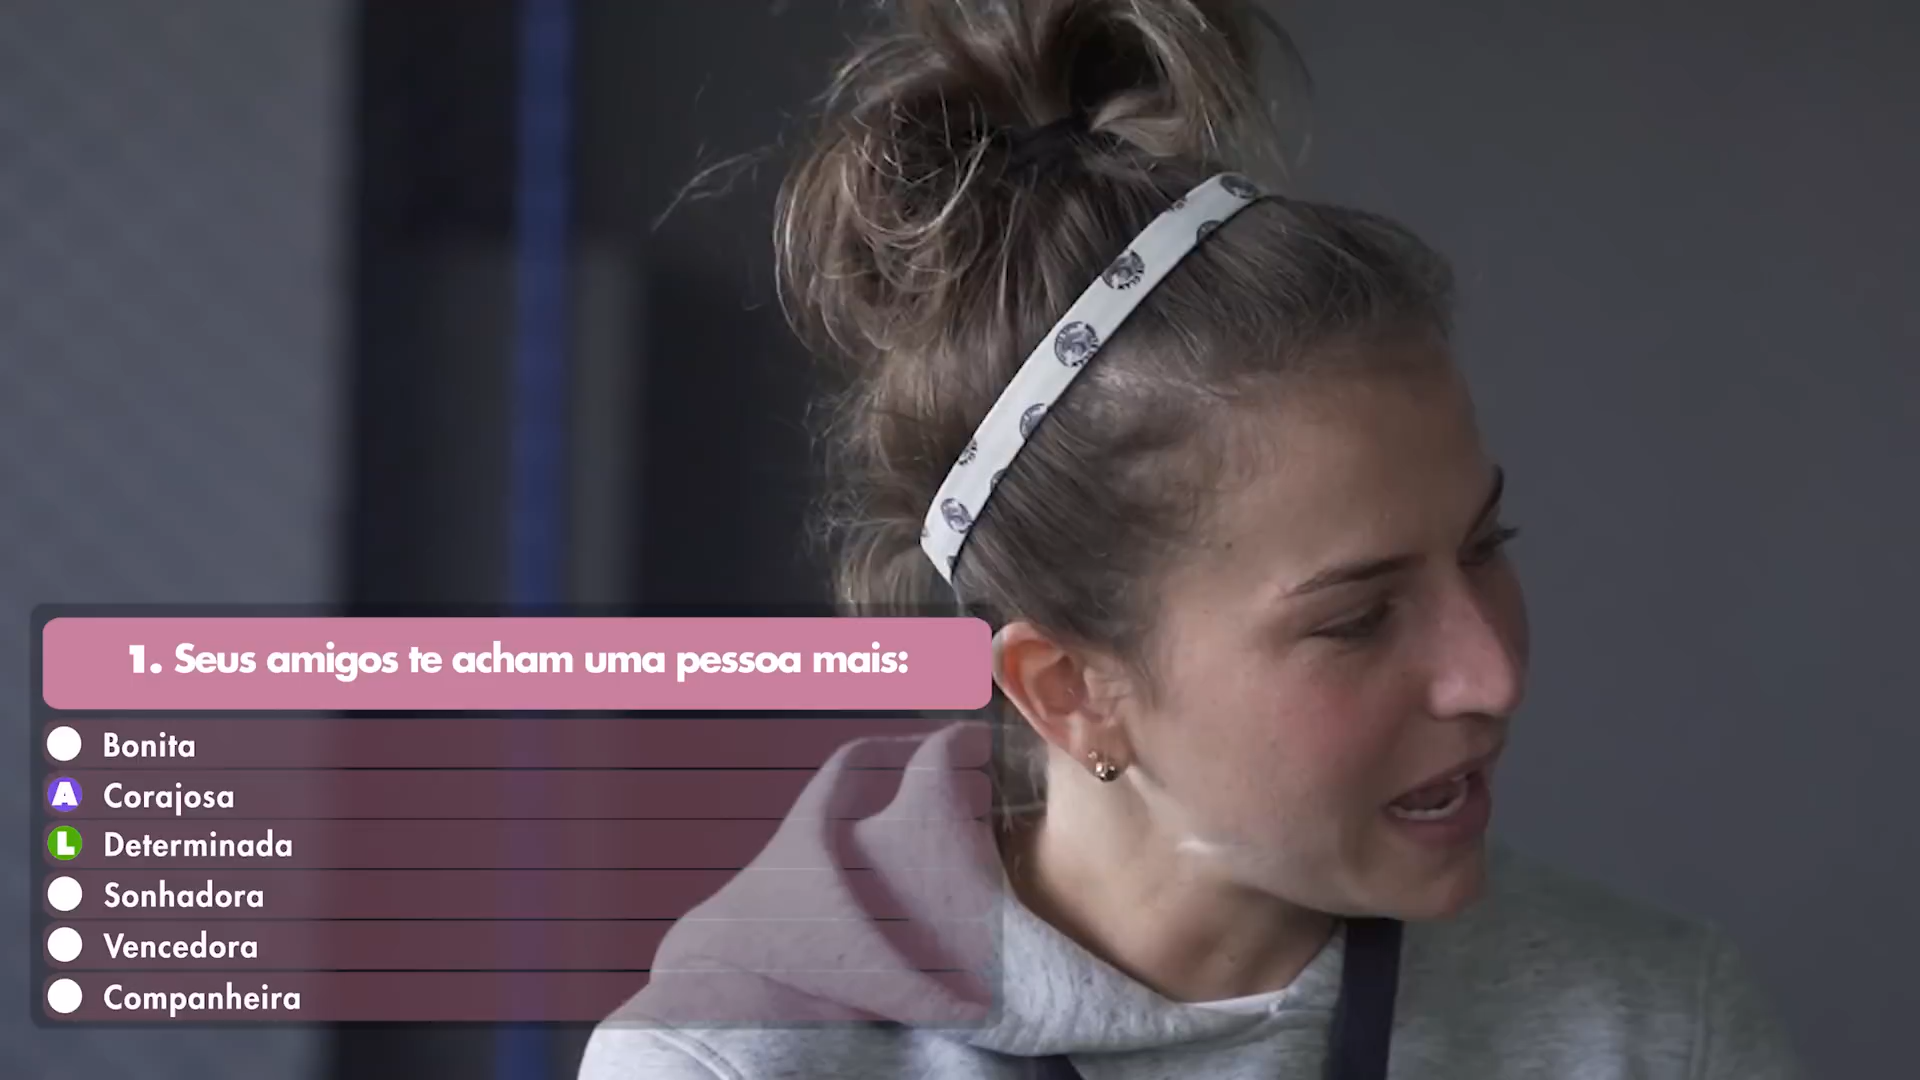 1. Seus amigos te acham uma pessoa mais:
Bonita
A Corajosa
L Determinada
Sonhadora
Vencedora
Companheira